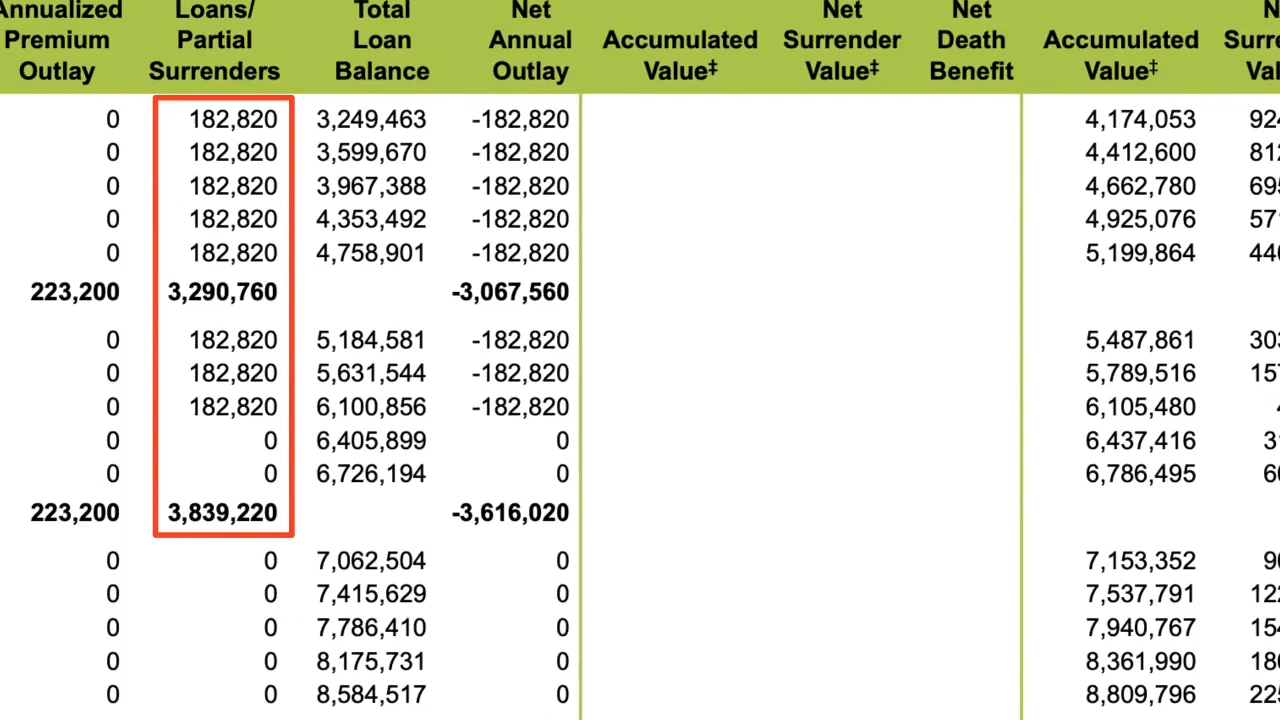 Annualized Loans/ Total Net Net Net
Premium Partial Loan Annual Accumulated Surrender Death Accumulated
Outlay Surrenders Balance Outlay Value‡ Value‡ Benefit Value‡
0 182,820 3,249,463 -182,820 4,174,053
0 182,820 3,599,670 -182,820 4,412,600
0 182,820 3,967,388 -182,820 4,662,780
0 182,820 4,353,492 -182,820 4,925,076
0 182,820 4,758,901 -182,820 5,199,864
223,200 3,290,760 -3,067,560
0 182,820 5,184,581 -182,820 5,487,861
0 182,820 5,631,544 -182,820 5,789,516
0 182,820 6,100,856 -182,820 6,105,480
0 0 6,405,899 0 6,437,416
0 0 6,726,194 0 6,786,495
223,200 3,839,220 -3,616,020
0 0 7,062,504 0 7,153,352
0 0 7,415,629 0 7,537,791
0 0 7,786,410 0 7,940,767
0 0 8,175,731 0 8,361,990
0 0 8,584,517 0 8,809,796